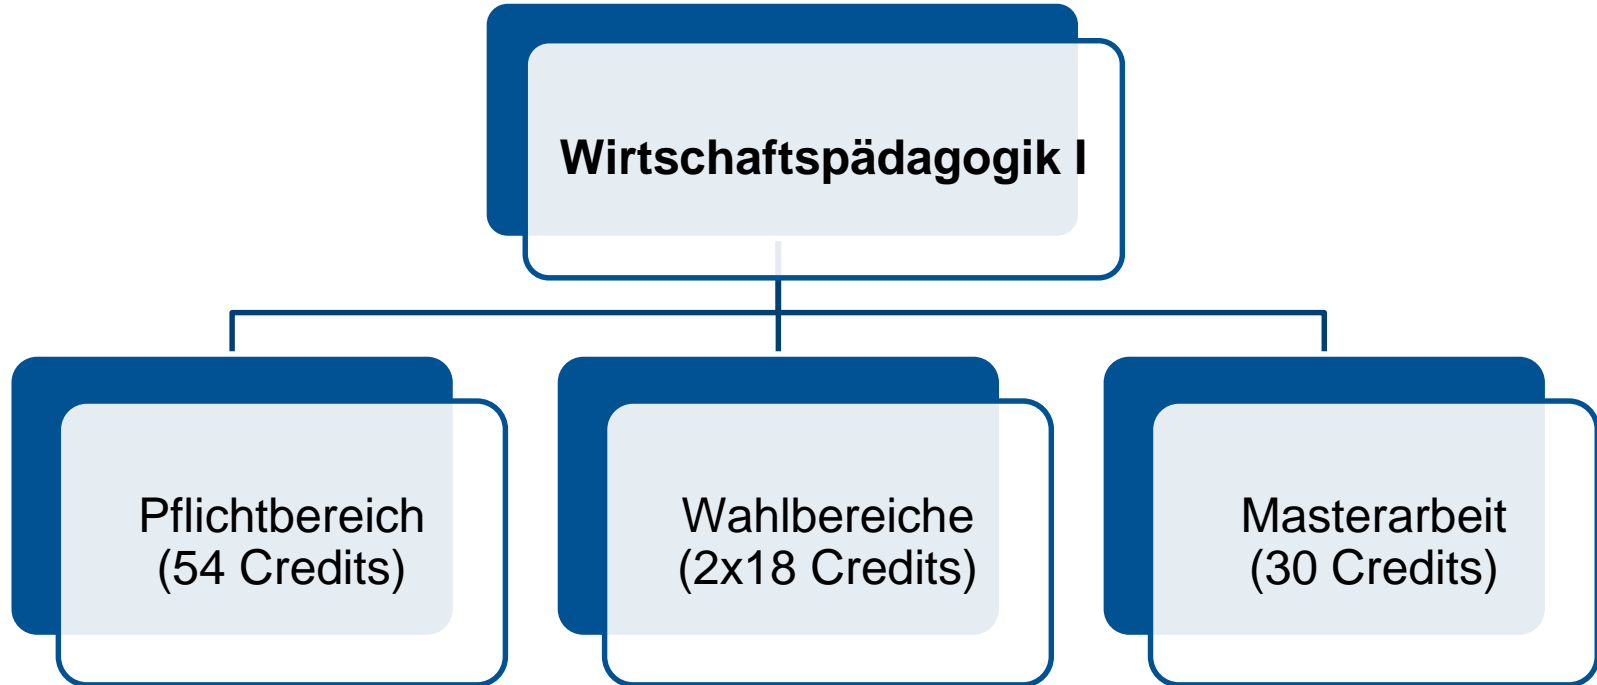 Wirtschaftspädagogik I
Pflichtbereich
(54 Credits)
Wahlbereiche
(2x18 Credits)
Masterarbeit
(30 Credits)